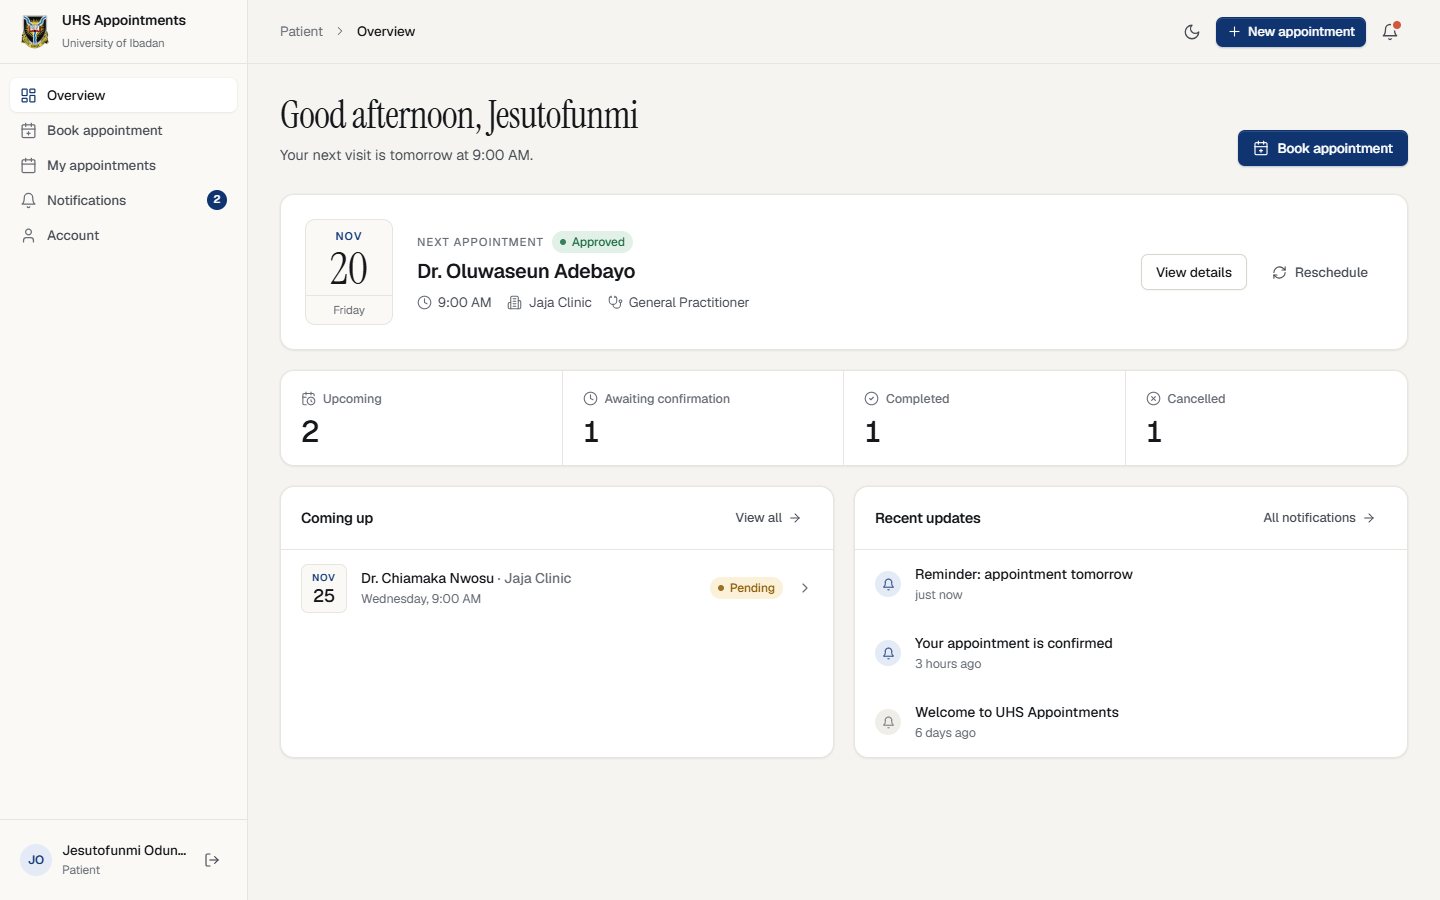 UHS Appointments
University of Ibadan
Overview
Book appointment
My appointments
Notifications
2
Account
Jesutofunmi Odun...
JO
Patient
Patient > Overview
+ New appointment
Good afternoon, Jesutofunmi
Your next visit is tomorrow at 9:00 AM.
Book appointment
NOV
20
Friday
NEXT APPOINTMENT
Approved
Dr. Oluwaseun Adebayo
9:00 AM
Jaja Clinic
General Practitioner
View details
Reschedule
Upcoming
2
Awaiting confirmation
1
Completed
1
Cancelled
1
Coming up
View all →
NOV
25
Dr. Chiamaka Nwosu · Jaja Clinic
Wednesday, 9:00 AM
Pending
Recent updates
All notifications →
Reminder: appointment tomorrow
just now
Your appointment is confirmed
3 hours ago
Welcome to UHS Appointments
6 days ago